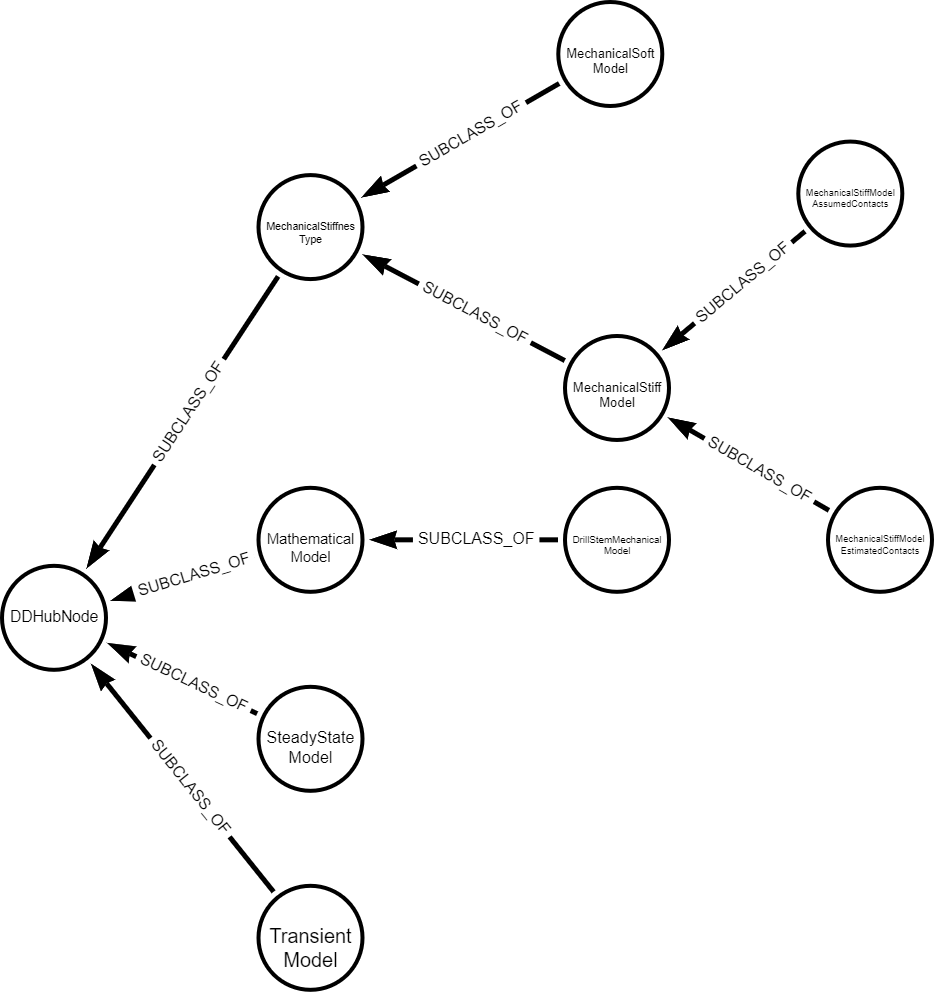 MechanicalSoft
Model
SUBCLASS_OF
MechanicalStiffModel
AssumedContacts
MechanicalStiffnes
Type
SUBCLASS_OF
SUBCLASS_OF
MechanicalStiff
Model
SUBCLASS_OF
SUBCLASS_OF
Mathematical
Model
SUBCLASS_OF
DrillStemMechanical
Model
MechanicalStiffModel
EstimatedContacts
SUBCLASS_OF
DDHubNode
SUBCLASS_OF
SteadyState
Model
SUBCLASS_OF
Transient
Model